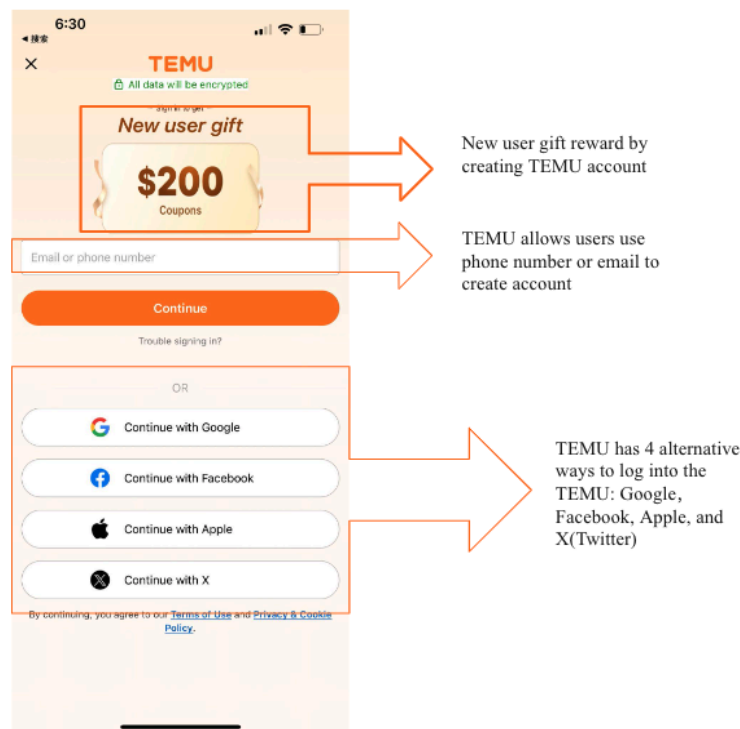 6:30
◀ 搜索
TEMU
All data will be encrypted
Sign in to get
New user gift
$200
Coupons
New user gift reward by
creating TEMU account
Email or phone number
TEMU allows users use
phone number or email to
create account
Continue
Trouble signing in?
OR
Continue with Google
Continue with Facebook
Continue with Apple
Continue with X
TEMU has 4 alternative
ways to log into the
TEMU: Google,
Facebook, Apple, and
X(Twitter)
By continuing, you agree to our Terms of Use and Privacy & Cookie
Policy.